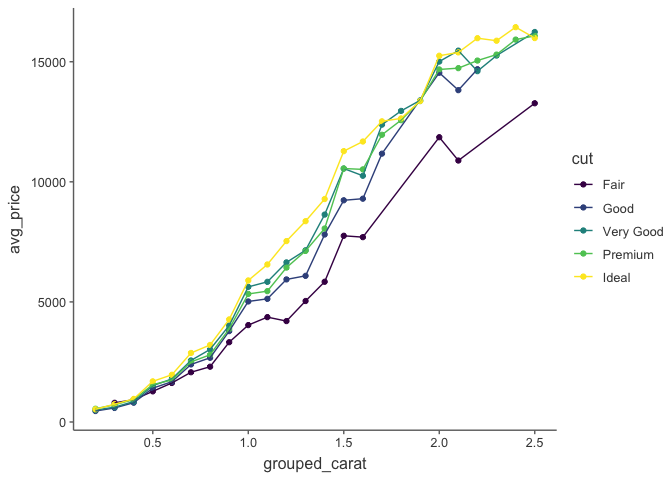 15000
10000
5000
0
avg_price
0.5 1.0 1.5 2.0 2.5
grouped_carat
cut
Fair
Good
Very Good
Premium
Ideal